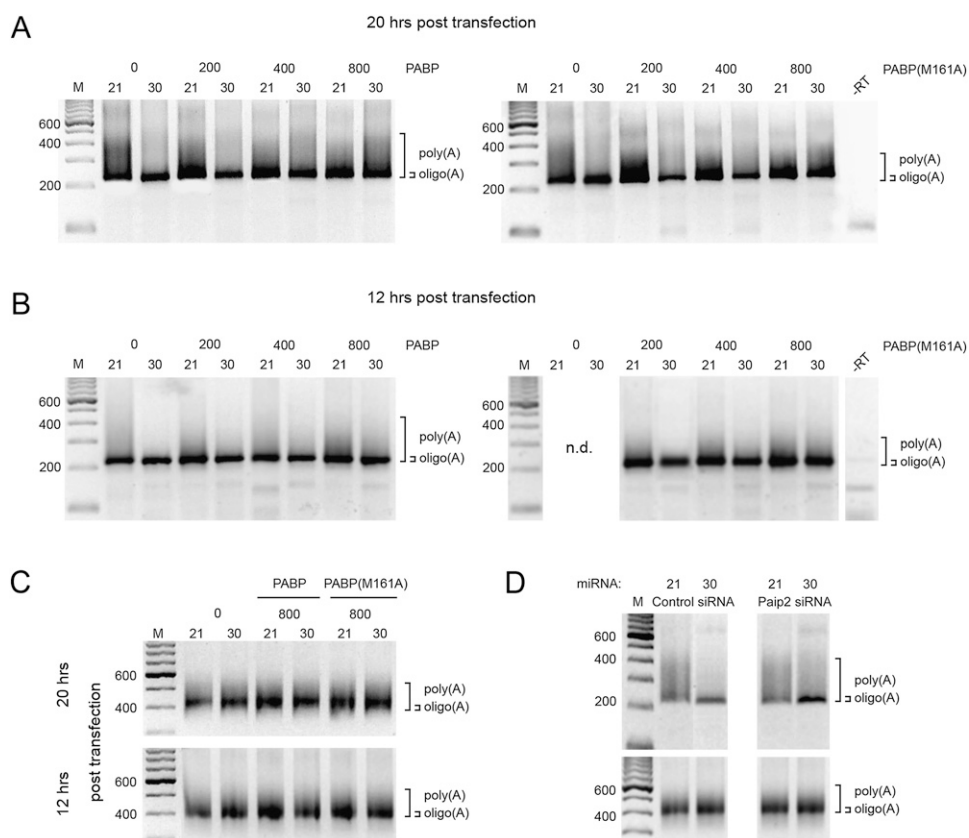 A
20 hrs post transfection
0 200 400 800 PABP
M 21 30 21 30 21 30 21 30
600
400
200
poly(A)
oligo(A)
0 200 400 800 PABP(M161A)
M 21 30 21 30 21 30 21 30 -RT
600
400
200
poly(A)
oligo(A)
B
12 hrs post transfection
0 200 400 800 PABP
M 21 30 21 30 21 30 21 30
600
400
200
poly(A)
oligo(A)
0 200 400 800 PABP(M161A)
M 21 30 21 30 21 30 21 30 -RT
600
400
200
n.d.
poly(A)
oligo(A)
C
PABP PABP(M161A)
0 800 800
M 21 30 21 30 21 30
20 hrs
600
400
poly(A)
oligo(A)
12 hrs
600
400
poly(A)
oligo(A)
post transfection
D
miRNA: 21 30 21 30
M Control siRNA Paip2 siRNA
600
400
200
poly(A)
oligo(A)
600
400
poly(A)
oligo(A)